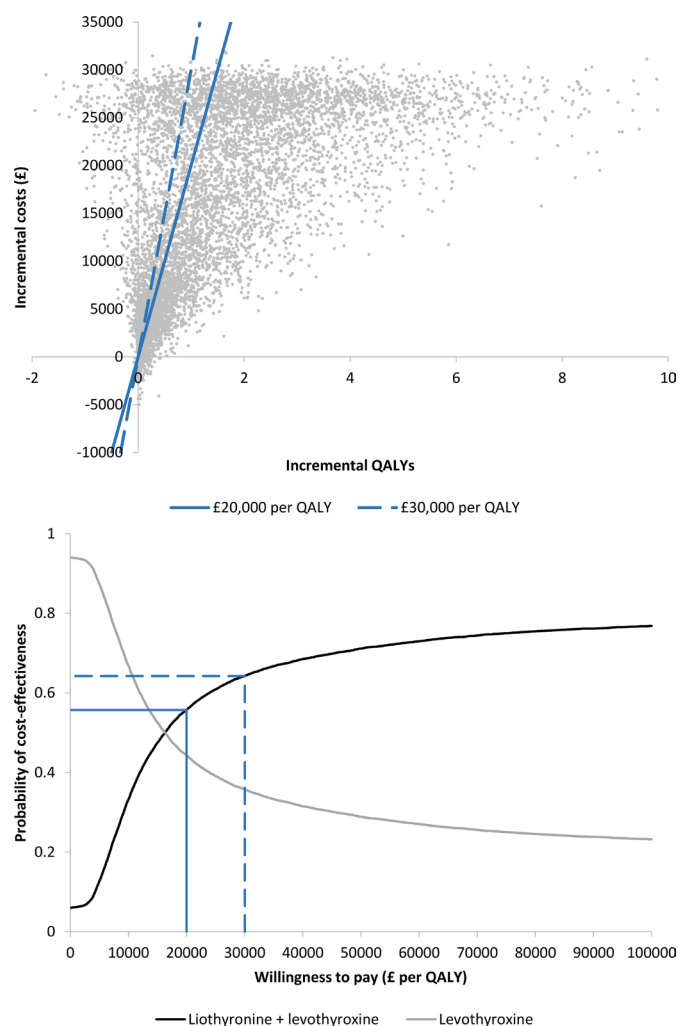 35000
30000
25000
20000
15000
10000
5000
0
-5000
-10000
-2 0 2 4 6 8 10
Incremental costs (£)
Incremental QALYs
£20,000 per QALY £30,000 per QALY
1
0.8
0.6
0.4
0.2
0
0 10000 20000 30000 40000 50000 60000 70000 80000 90000 100000
Probability of cost-effectiveness
Willingness to pay (£ per QALY)
Liothyronine + levothyroxine Levothyroxine